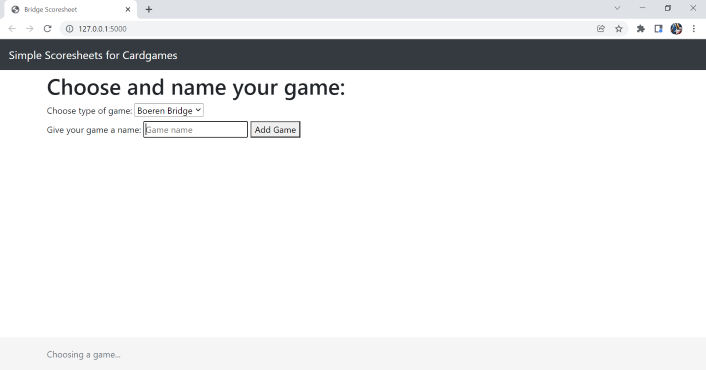 Bridge Scoresheet
127.0.0.1:5000
Simple Scoresheets for Cardgames
Choose and name your game:
Choose type of game: Boeren Bridge
Give your game a name: Game name Add Game
Choosing a game...